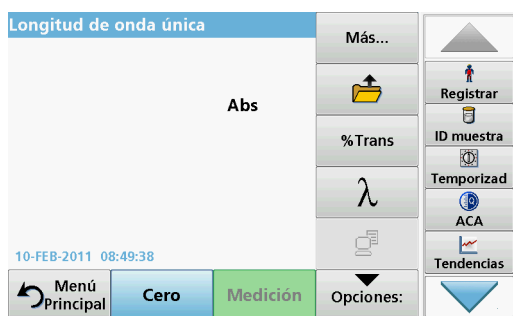 Longitud de onda única
Abs
10-FEB-2011 08:49:38
Más...
%Trans
λ
Menú
Principal
Cero
Medición
Opciones:
Registrar
ID muestra
Temporizad
ACA
Tendencias